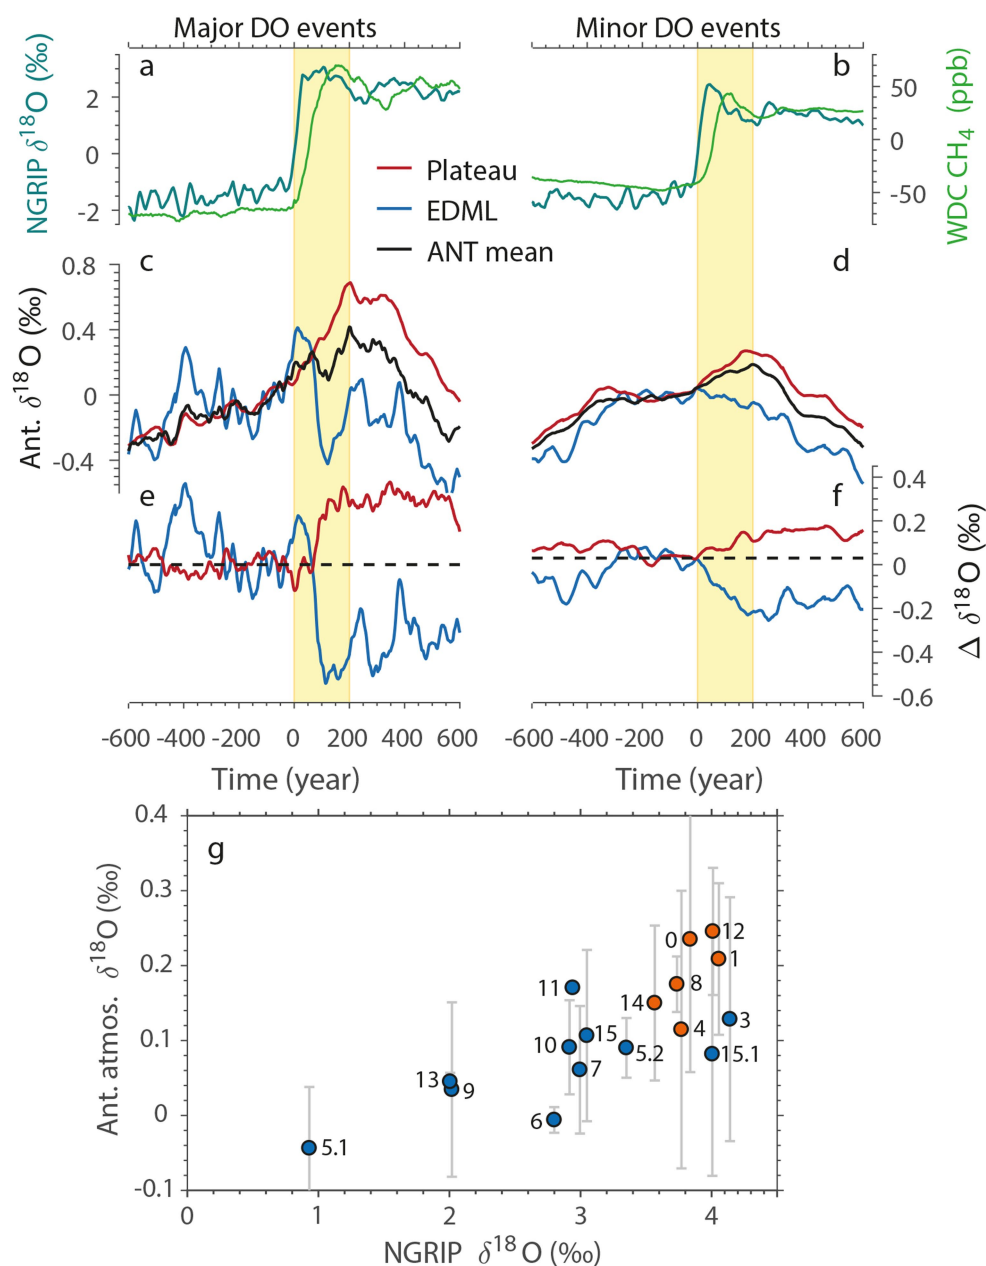 Major DO events
Minor DO events
a
b
NGRIP δ18O (‰)
2
0
-2
50
0
-50
WDC CH4 (ppb)
Plateau
EDML
ANT mean
c
d
Ant. δ18O (‰)
0.8
0.4
0
-0.4
e
f
0.4
0.2
0
-0.2
-0.4
-0.6
Δ δ18O (‰)
-600 -400 -200 0 200 400 600
-600 -400 -200 0 200 400 600
Time (year)
Time (year)
g
Ant. atmos. δ18O (‰)
0.4
0.3
0.2
0.1
0
-0.1
12
0
1
8
14
11
4
3
15
10
5.2
15.1
7
13
9
6
5.1
0 1 2 3 4
NGRIP δ18O (‰)